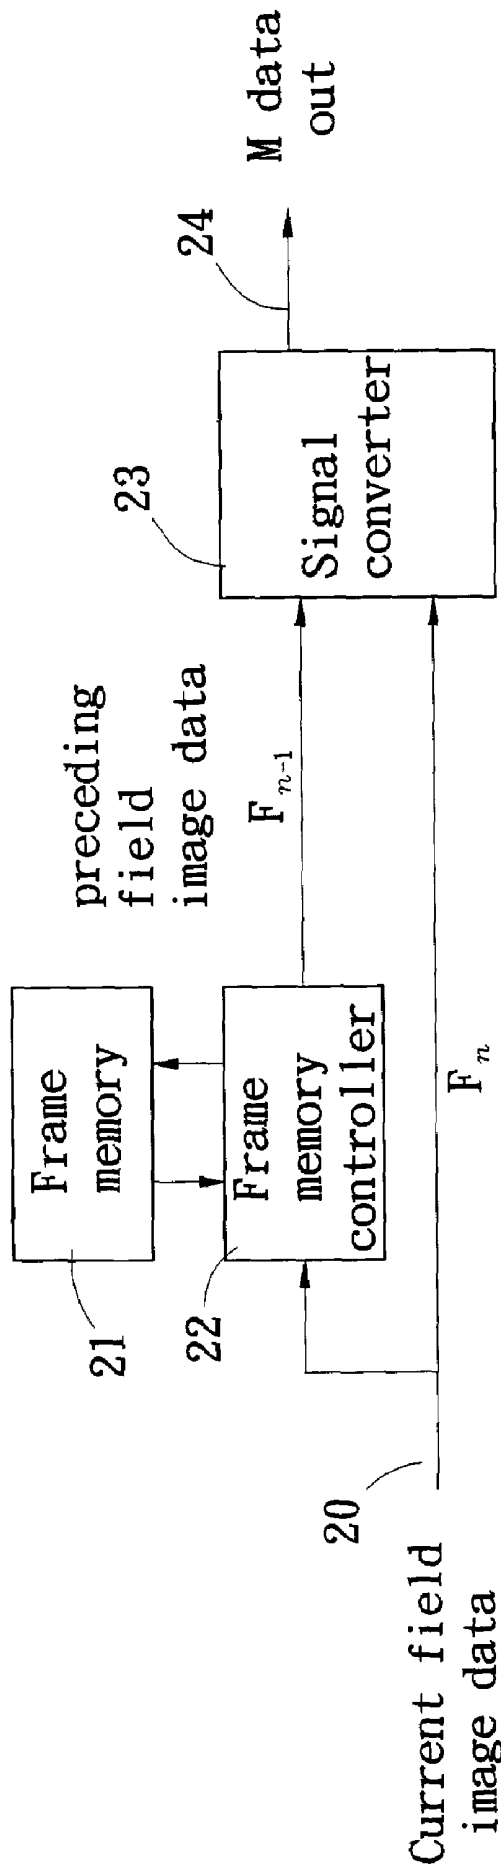 Frame
memory
21
preceding
field
image data
23
24
M data
out
22
Frame
memory
controller
F_{n-1}
Signal
converter
20
F_n
Current field
image data